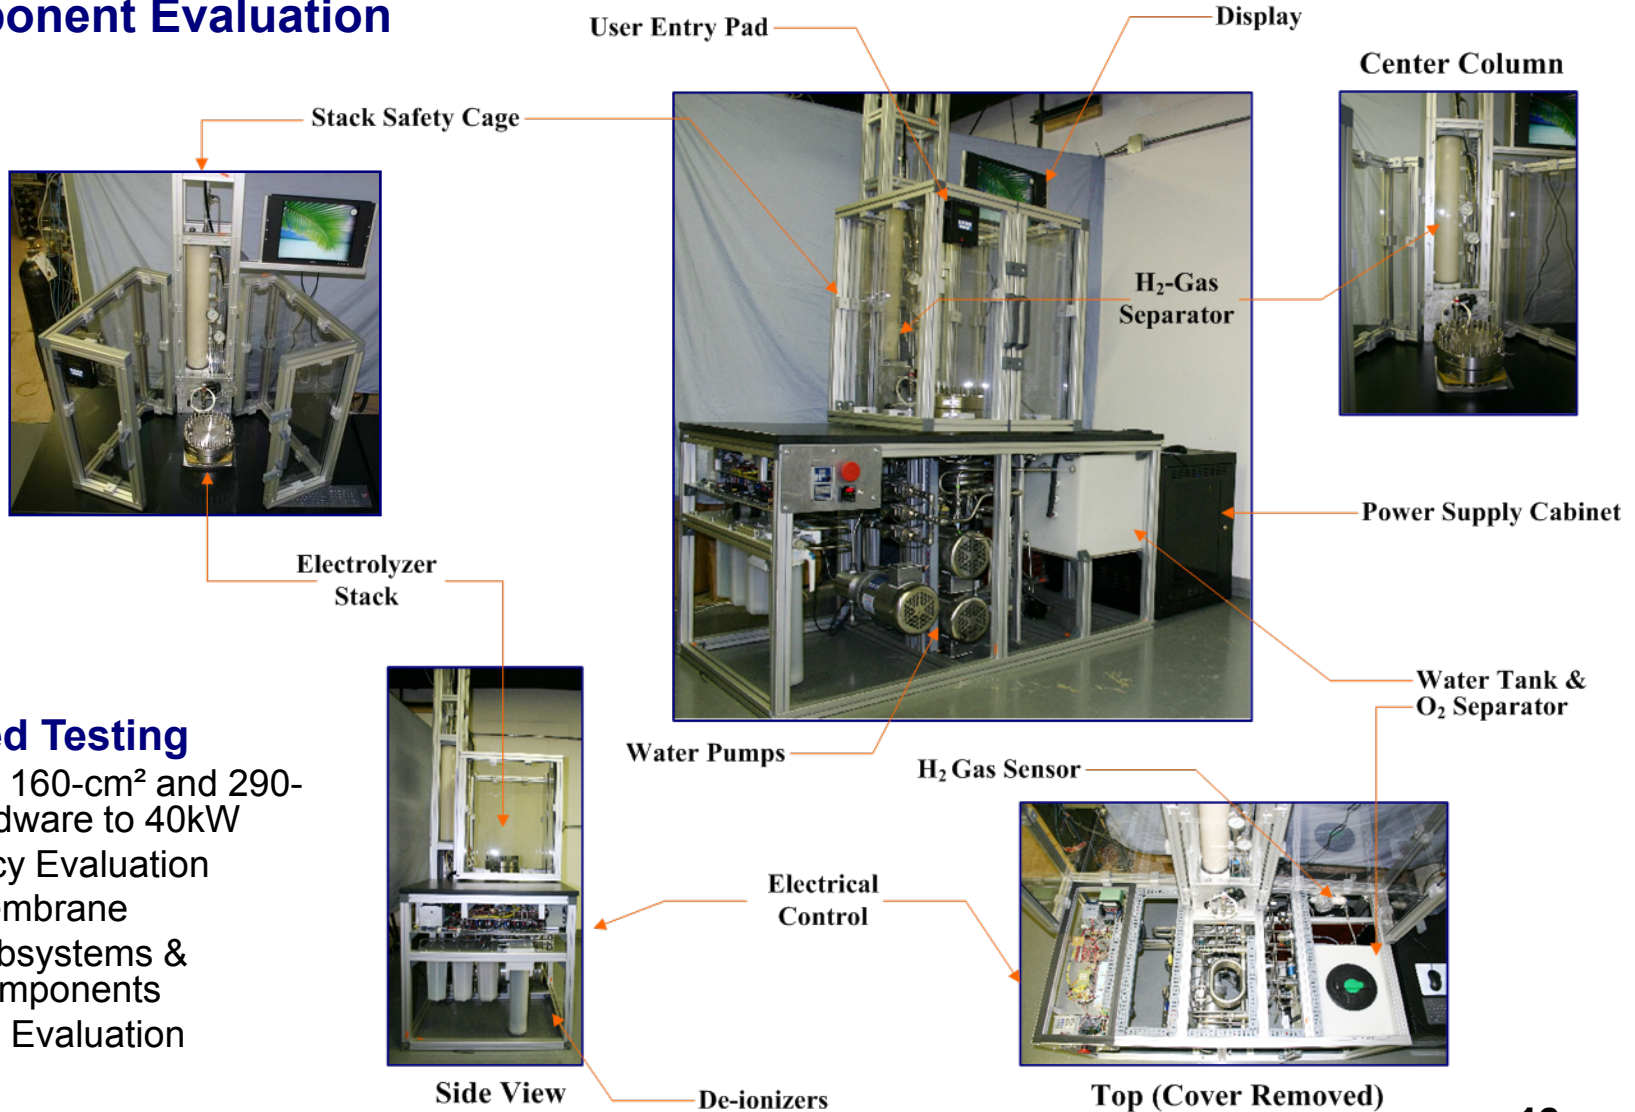 ponent Evaluation
User Entry Pad
Display
Center Column
Stack Safety Cage
H₂-Gas
Separator
Power Supply Cabinet
Electrolyzer
Stack
Water Tank &
O₂ Separator
ed Testing
160-cm² and 290-
dware to 40kW
cy Evaluation
embrane
bsystems &
mponents
Evaluation
Water Pumps
H₂ Gas Sensor
Electrical
Control
Side View
De-ionizers
Top (Cover Removed)